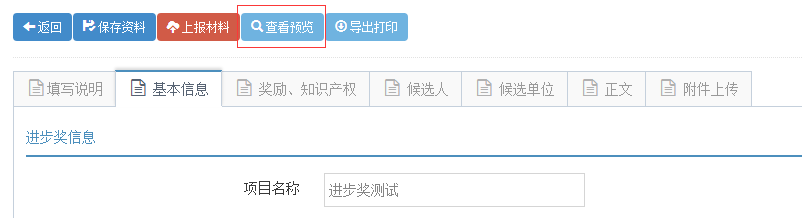 返回 保存资料 上报材料 查看预览 导出打印
填写说明 基本信息 奖励、知识产权 候选人 候选单位 正文 附件上传
进步奖信息
项目名称 进步奖测试